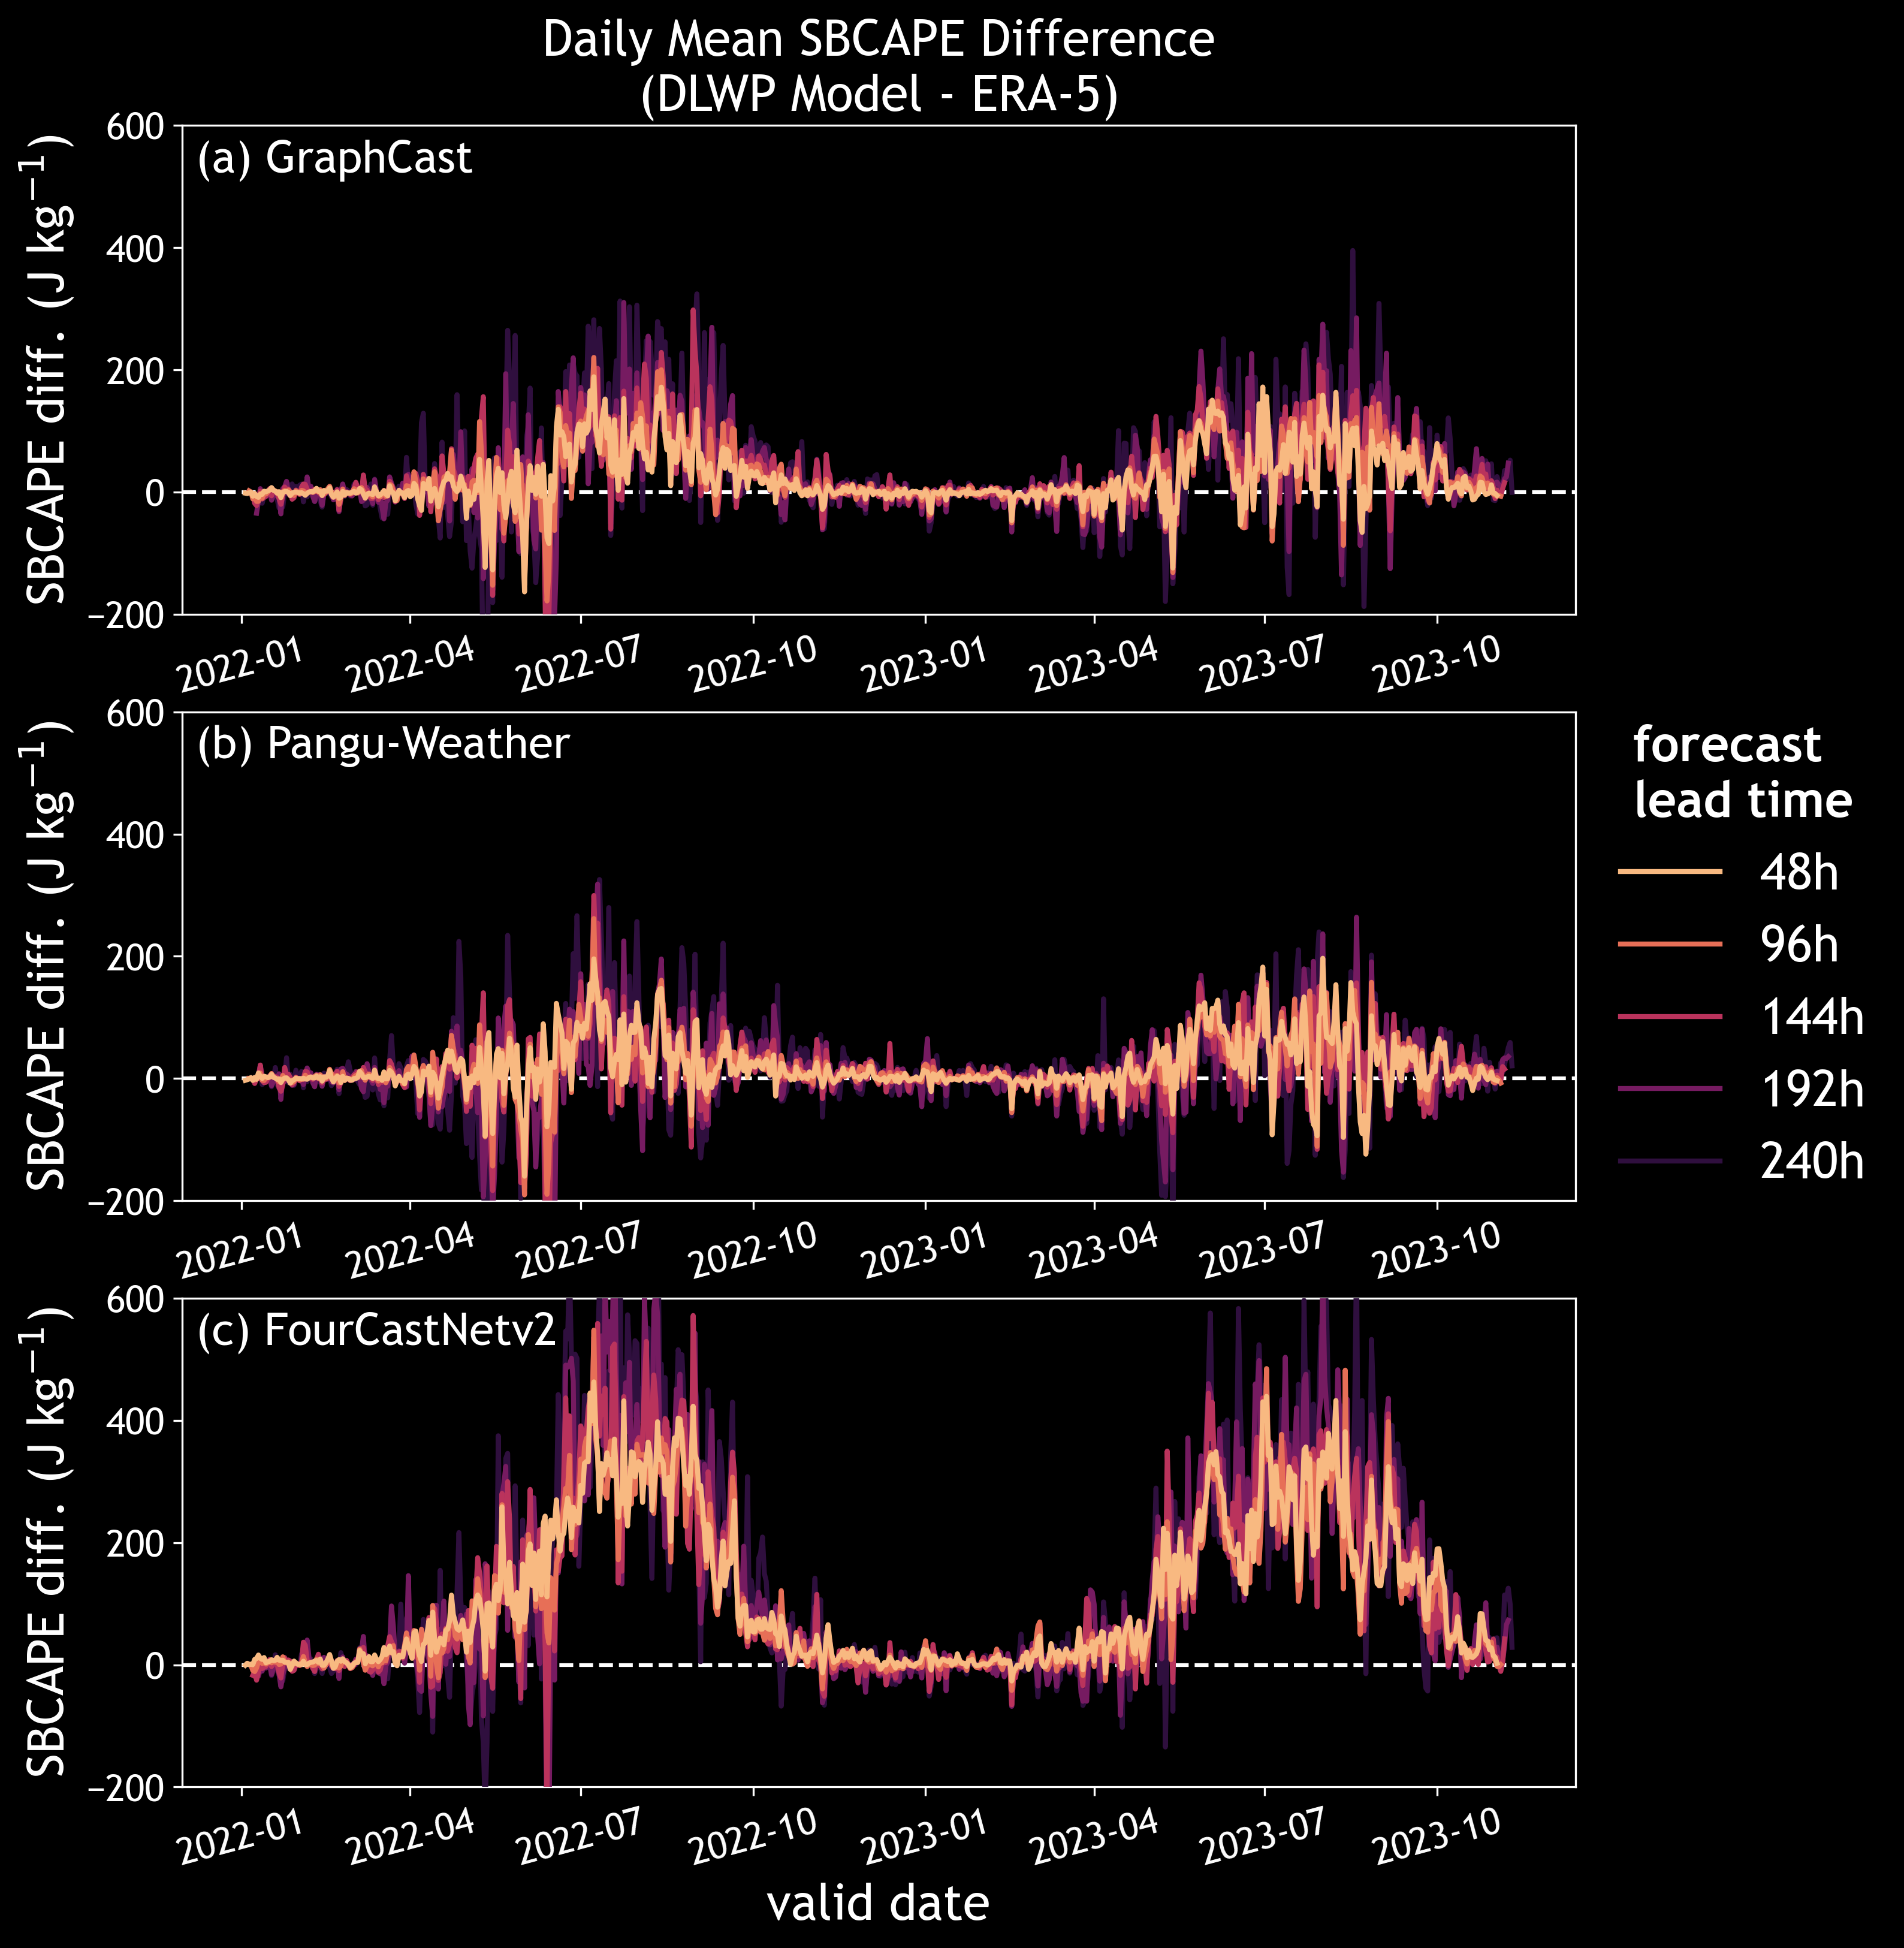 Daily Mean SBCAPE Difference
(DLWP Model - ERA-5)
(a) GraphCast
SBCAPE diff. (J kg⁻¹)
600
400
200
0
−200
2022-01
2022-04
2022-07
2022-10
2023-01
2023-04
2023-07
2023-10
(b) Pangu-Weather
SBCAPE diff. (J kg⁻¹)
600
400
200
0
−200
2022-01
2022-04
2022-07
2022-10
2023-01
2023-04
2023-07
2023-10
forecast
lead time
48h
96h
144h
192h
240h
(c) FourCastNetv2
SBCAPE diff. (J kg⁻¹)
600
400
200
0
−200
2022-01
2022-04
2022-07
2022-10
2023-01
2023-04
2023-07
2023-10
valid date